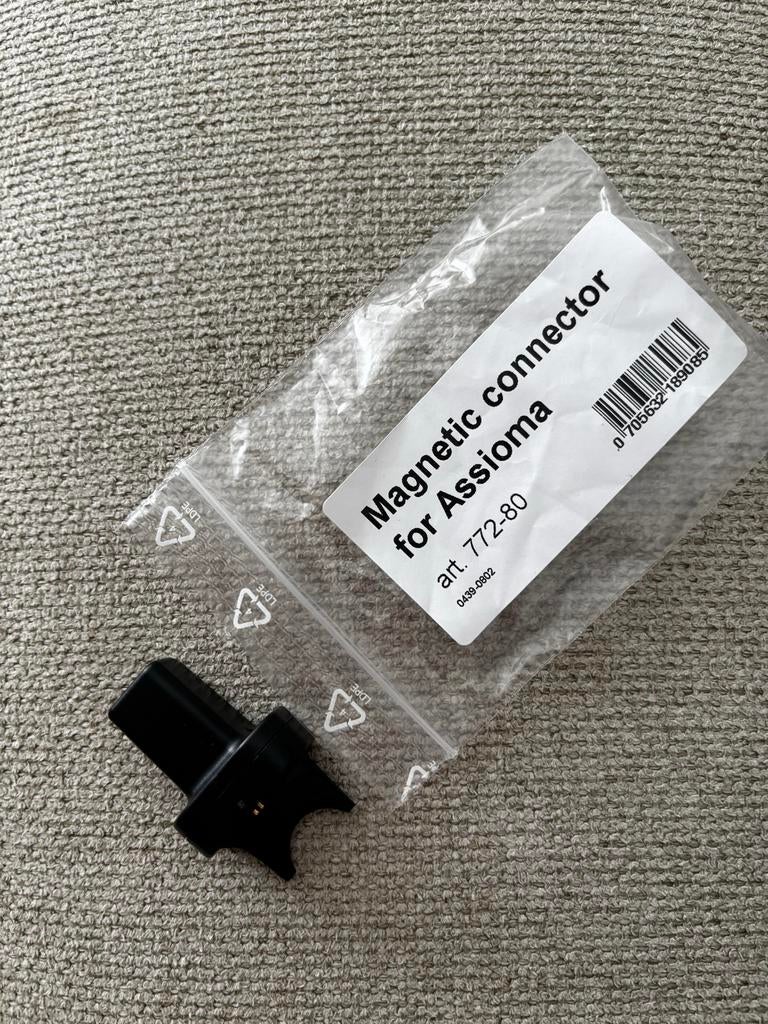 Magnetic connector
for Assioma
art. 772-80
0439-0802
0 705632 189085
LDPE
LDPE
LDPE